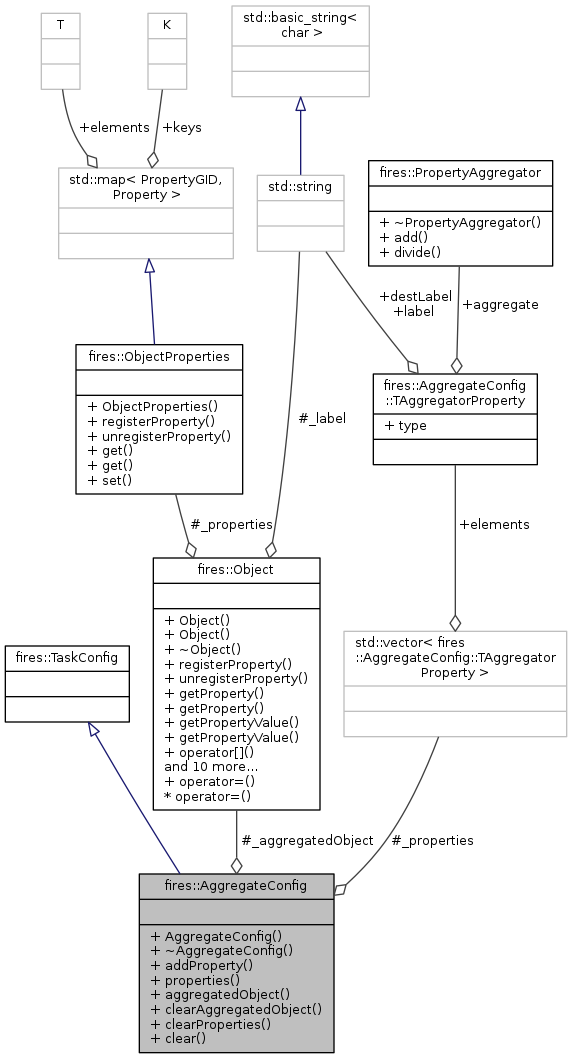 std::basic_string<
char >
T
K
+elements
+keys
std::map< PropertyGID,
Property >
std::string
fires::PropertyAggregator
+ ~PropertyAggregator()
+ add()
+ divide()
+destLabel
+label
+aggregate
fires::ObjectProperties
+ ObjectProperties()
+ registerProperty()
+ unregisterProperty()
+ get()
+ get()
+ set()
fires::AggregateConfig
::TAggregatorProperty
+ type
#_label
#_properties
+elements
fires::Object
+ Object()
+ Object()
+ ~Object()
+ registerProperty()
+ unregisterProperty()
+ getProperty()
+ getProperty()
+ getPropertyValue()
+ getPropertyValue()
+ operator[]()
and 10 more...
+ operator=()
* operator=()
fires::TaskConfig
std::vector< fires
::AggregateConfig::TAggregator
Property >
#_aggregatedObject
#_properties
fires::AggregateConfig
+ AggregateConfig()
+ ~AggregateConfig()
+ addProperty()
+ properties()
+ aggregatedObject()
+ clearAggregatedObject()
+ clearProperties()
+ clear()